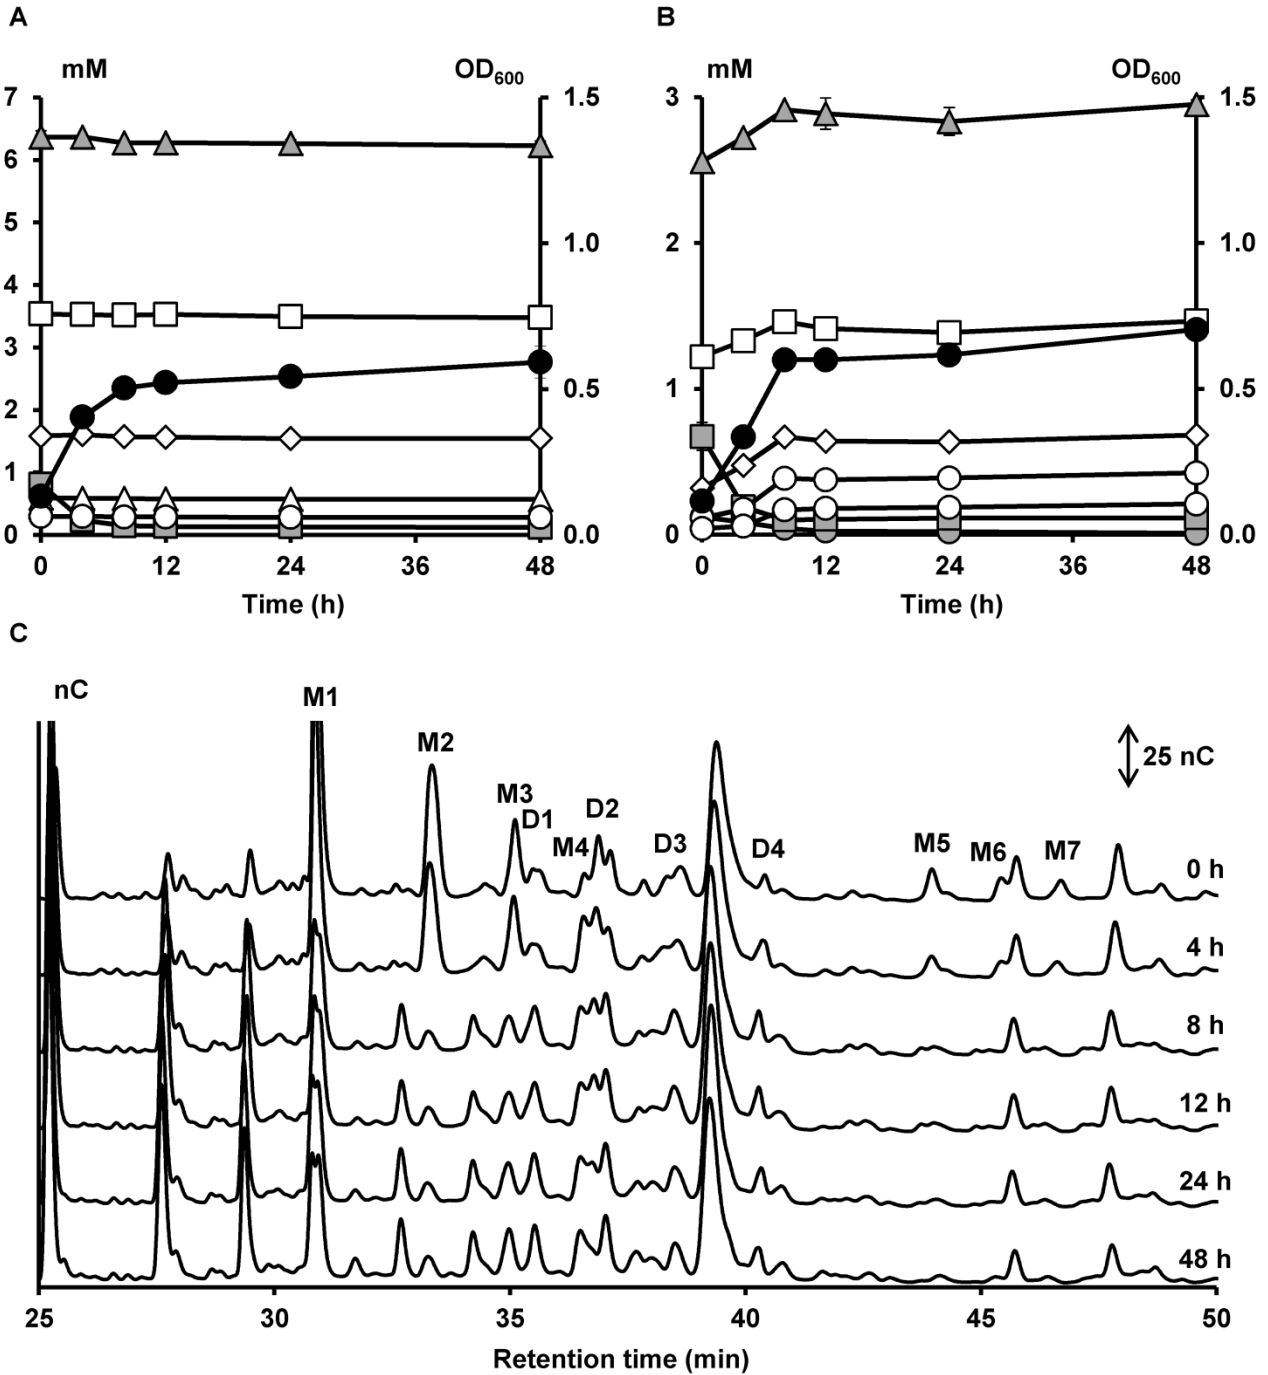 A
B
mM
OD600
mM
OD600
7
6
5
4
3
2
1
0
1.5
1.0
0.5
0.0
3
2
1
0
1.5
1.0
0.5
0.0
0 12 24 36 48
0 12 24 36 48
Time (h)
Time (h)
C
nC
M1
M2
M3
D1
M4
D2
D3
D4
M5
M6
M7
25 nC
0 h
4 h
8 h
12 h
24 h
48 h
25 30 35 40 45 50
Retention time (min)